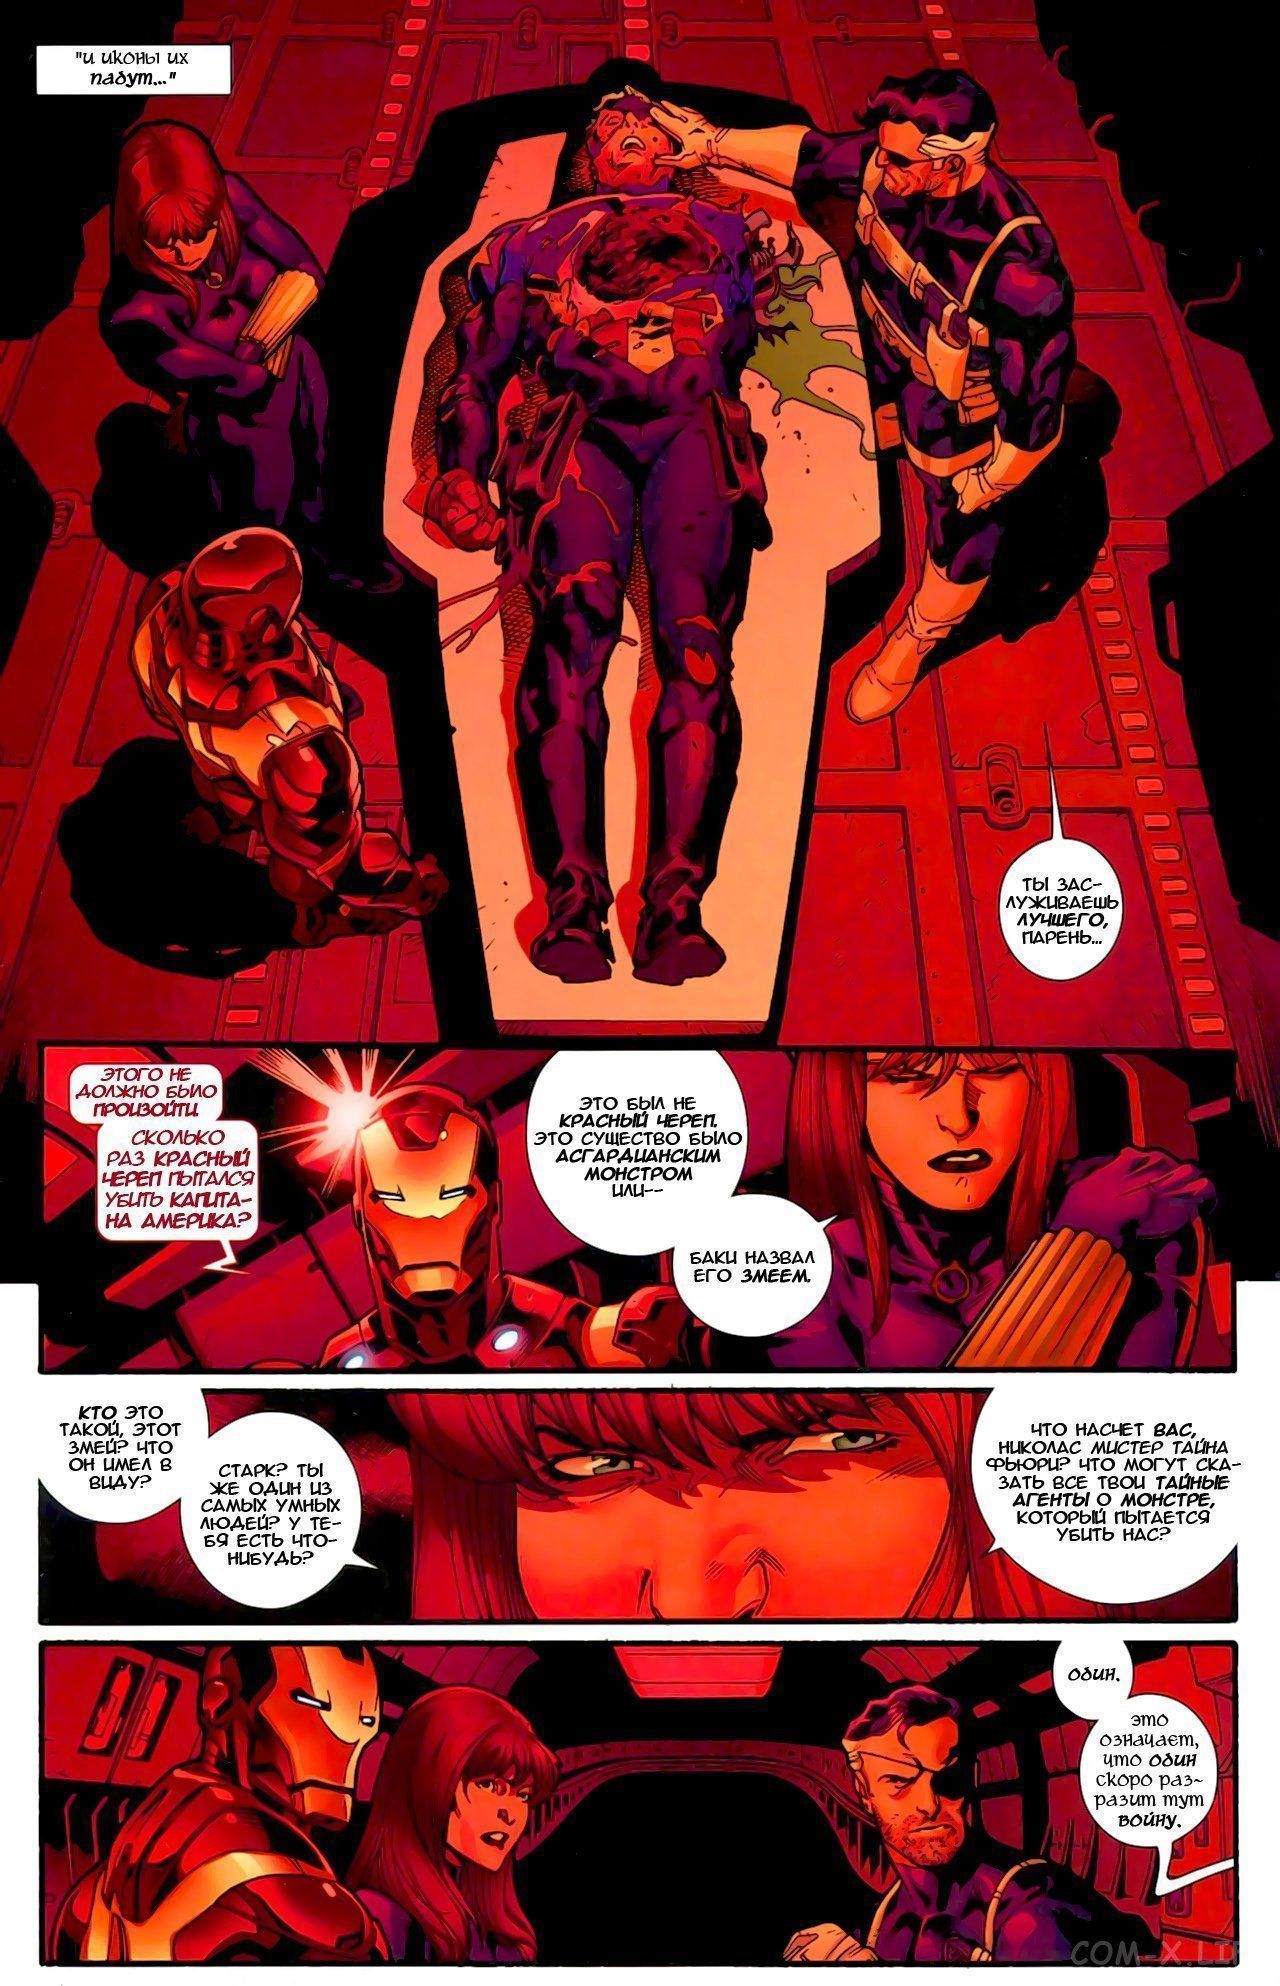 "И ИКОНЫ ИХ
ПАДУТ..."
ТЫ ЗАС-
ЛУЖИВАЕШЬ
ЛУЧШЕГО,
ПАРЕНЬ...
ЭТОГО НЕ
ДОЛЖНО БЫЛО
ПРОИЗОЙТИ.
СКОЛЬКО
РАЗ КРАСНЫЙ
ЧЕРЕП ПЫТАЛСЯ
УБИТЬ КАПИТА-
НА АМЕРИКА?
ЭТО БЫЛ НЕ
КРАСНЫЙ ЧЕРЕП.
ЭТО СУЩЕСТВО БЫЛО
АСГАРДИАНСКИМ
МОНСТРОМ
ИЛИ--
БАКИ НАЗВАЛ
ЕГО ЗМЕЕМ.
КТО ЭТО
ТАКОЙ, ЭТОТ
ЗМЕЙ? ЧТО
ОН ИМЕЛ В
ВИДУ?
СТАРК? ТЫ
ЖЕ ОДИН ИЗ
САМЫХ УМНЫХ
ЛЮДЕЙ? У ТЕ-
БЯ ЕСТЬ ЧТО-
НИБУДЬ?
ЧТО НАСЧЕТ ВАС,
НИКОЛАС МИСТЕР ТАЙНА
ФЬЮРИ? ЧТО МОГУТ СКА-
ЗАТЬ ВСЕ ТВОИ ТАЙНЫЕ
АГЕНТЫ О МОНСТРЕ,
КОТОРЫЙ ПЫТАЕТСЯ
УБИТЬ НАС?
ОДИН.
ЭТО
ОЗНАЧАЕТ,
ЧТО ОДИН
СКОРО РАЗ-
РАЗИТ ТУТ
ВОЙНУ.
COM-X.LIF